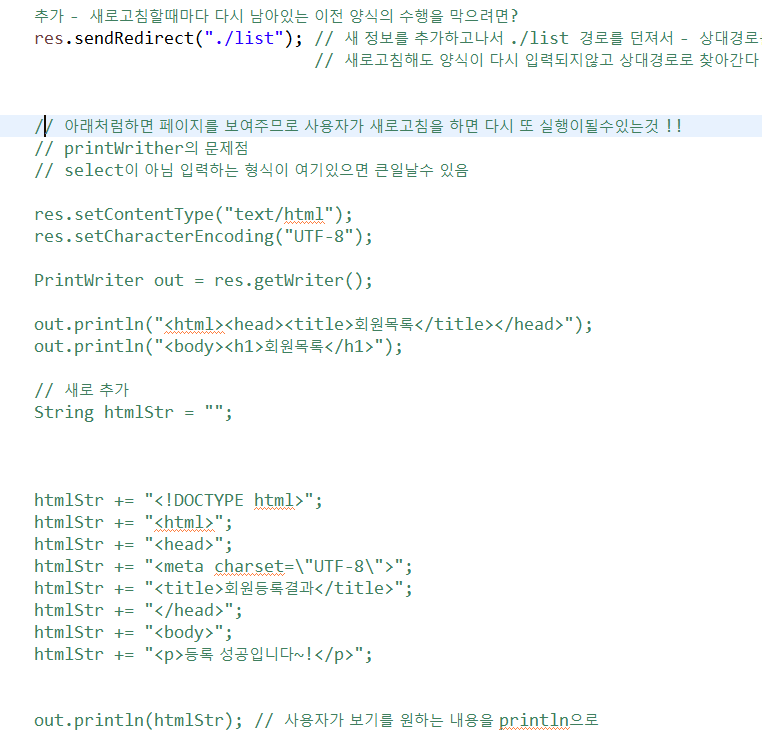 추가 - 새로고침할때마다 다시 남아있는 이전 양식의 수행을 막으려면?
res.sendRedirect("./list"); // 새 정보를 추가하고나서 ./list 경로를 던져서 - 상대경로
// 새로고침해도 양식이 다시 입력되지않고 상대경로로 찾아간다
// 아래처럼하면 페이지를 보여주므로 사용자가 새로고침을 하면 다시 또 실행이될수있는것 !!
// printWrither의 문제점
// select이 아님 입력하는 형식이 여기있으면 큰일날수 있음
res.setContentType("text/html");
res.setCharacterEncoding("UTF-8");
PrintWriter out = res.getWriter();
out.println("<html><head><title>회원목록</title></head>");
out.println("<body><h1>회원목록</h1>");
// 새로 추가
String htmlStr = "";
htmlStr += "<!DOCTYPE html>";
htmlStr += "<html>";
htmlStr += "<head>";
htmlStr += "<meta charset=\"UTF-8\">";
htmlStr += "<title>회원등록결과</title>";
htmlStr += "</head>";
htmlStr += "<body>";
htmlStr += "<p>등록 성공입니다~!</p>";
out.println(htmlStr); // 사용자가 보기를 원하는 내용을 println으로